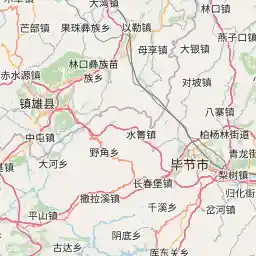 大湾镇
林口镇
芒部镇
果珠彝族乡
以勒镇
燕子口镇
母享镇
大银镇
林口彝族苗
族乡
赤水源镇
对坡镇
镇雄县
八寨镇
中屯镇
水箐镇
柏杨林街道
野角乡
青龙街
大河乡
毕节市
梨树镇
长春堡镇
撒拉溪镇
归化街
千溪乡
岔河镇
平山镇
阴底乡
古达乡
厍东关乡